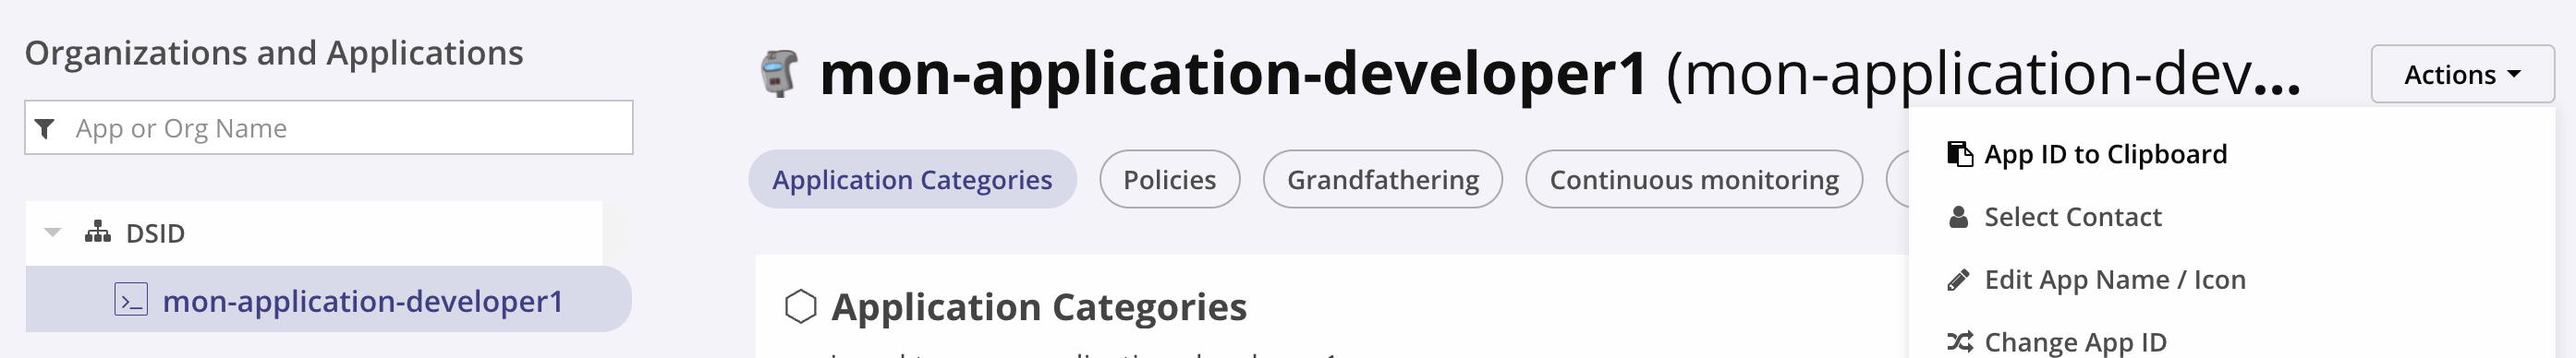 Organizations and Applications
App or Org Name
DSID
mon-application-developer1
mon-application-developer1 (mon-application-dev...
Actions
Application Categories
Policies
Grandfathering
Continuous monitoring
App ID to Clipboard
Select Contact
Edit App Name / Icon
Change App ID
Application Categories